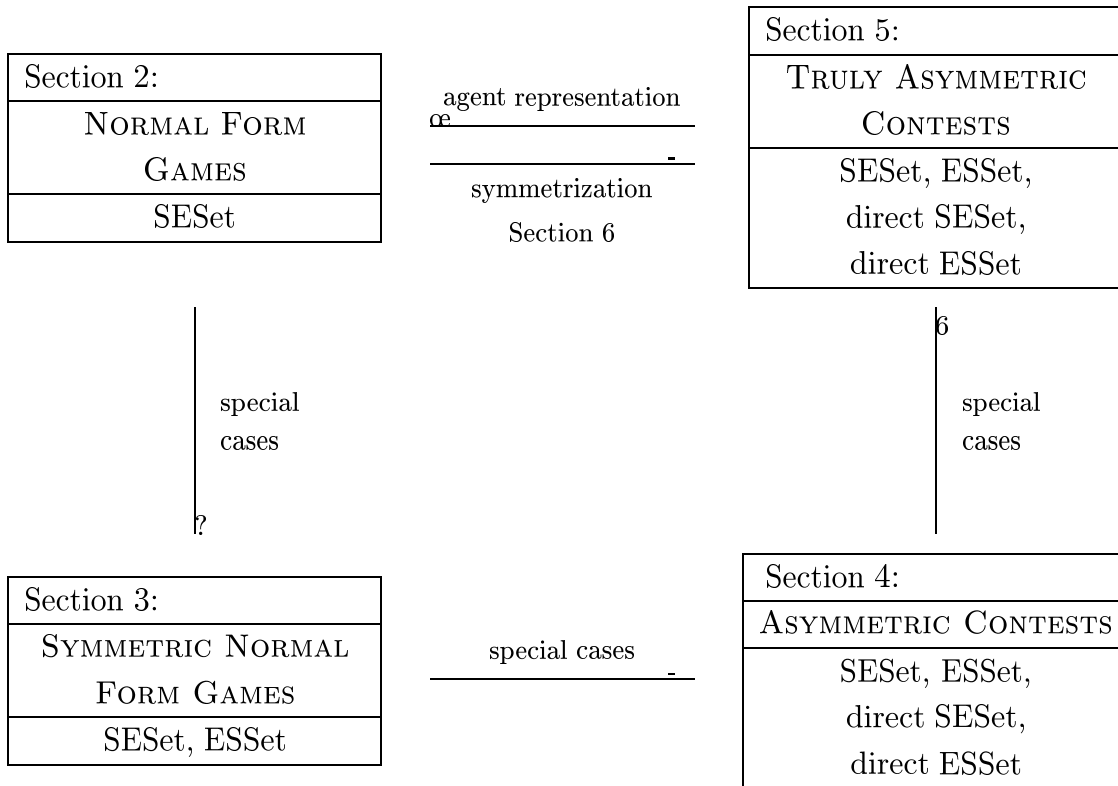 Section 2:
NORMAL FORM
GAMES
SESet
agent representation
œ
-
symmetrization
Section 6
Section 5:
TRULY ASYMMETRIC
CONTESTS
SESet, ESSet,
direct SESet,
direct ESSet
special
cases
?
6
special
cases
Section 3:
SYMMETRIC NORMAL
FORM GAMES
SESet, ESSet
special cases
-
Section 4:
ASYMMETRIC CONTESTS
SESet, ESSet,
direct SESet,
direct ESSet